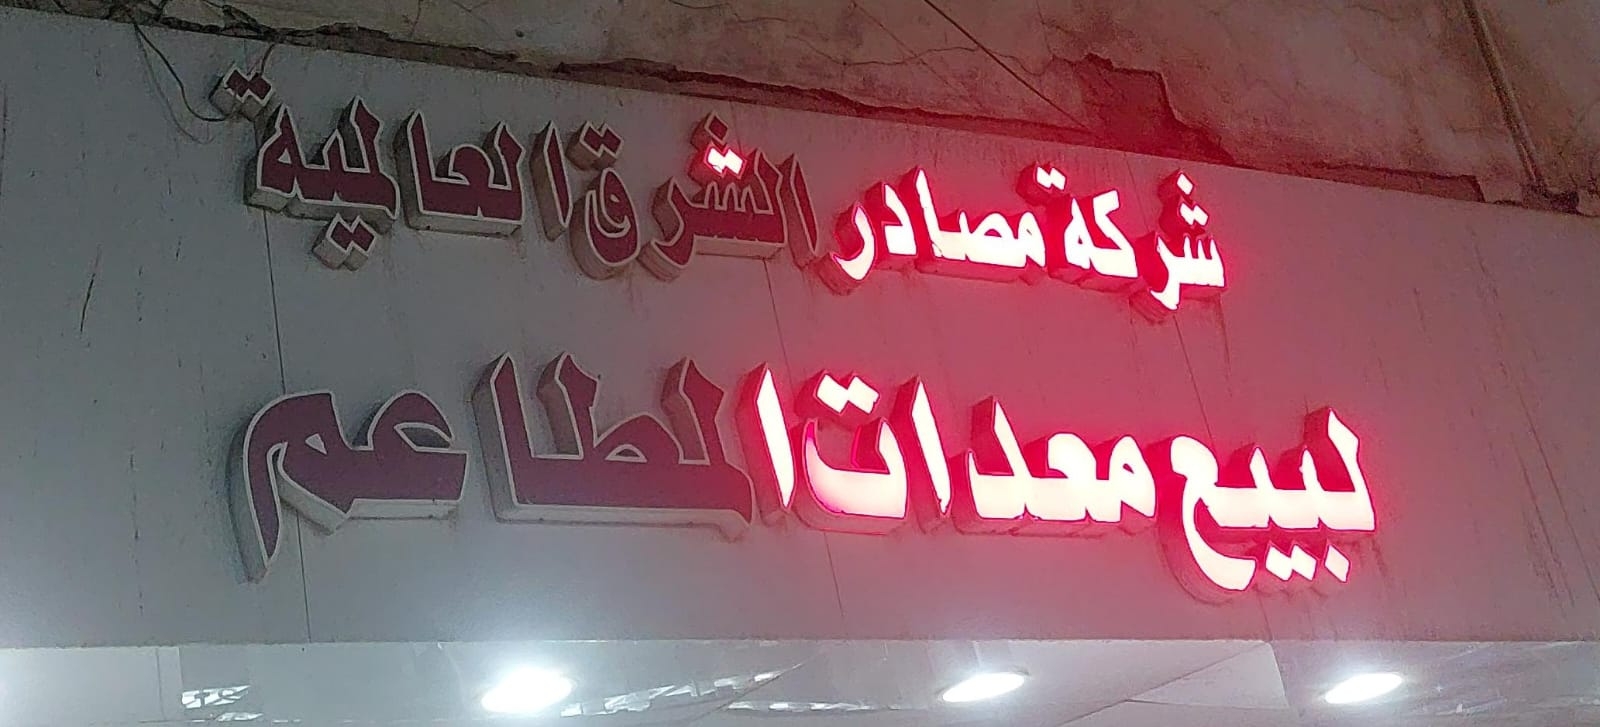 شركة مصادر الشرق العالمية
لبيع معدات المطاعم